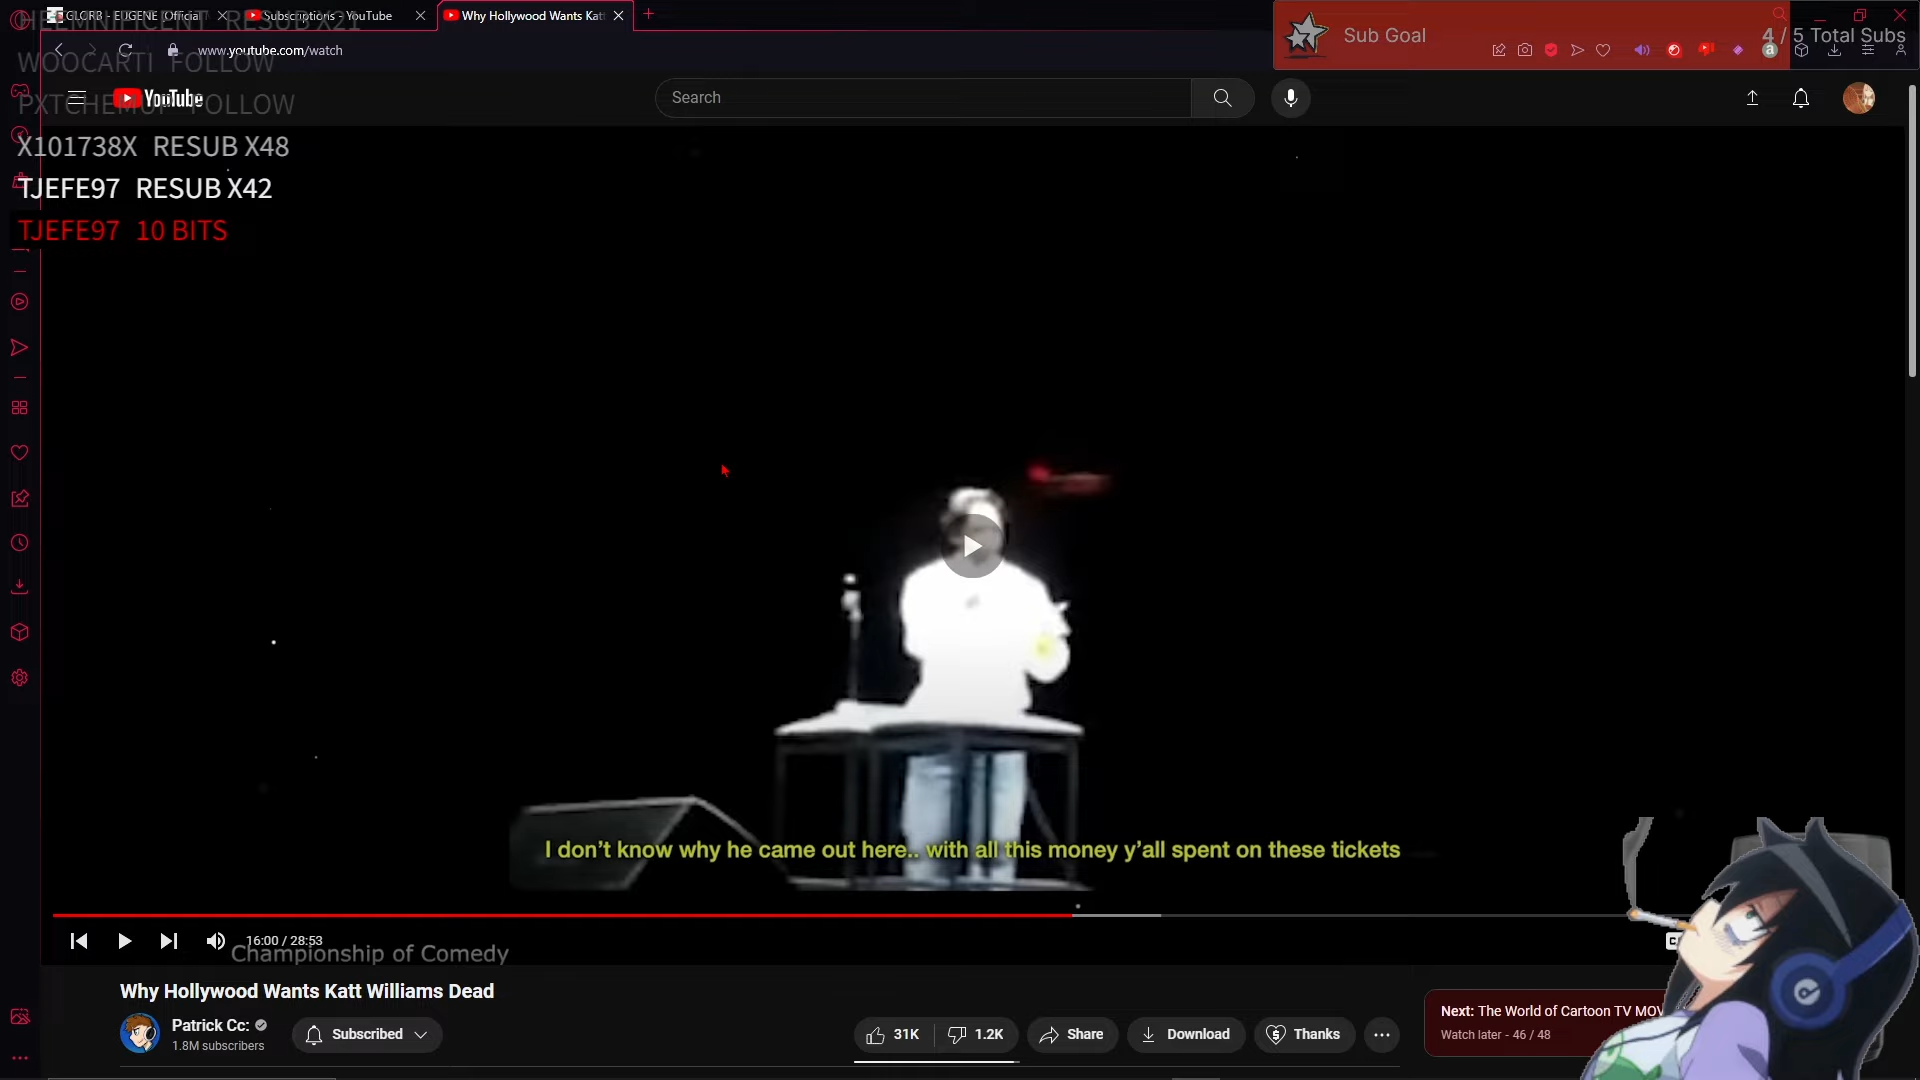 HEEMNIFICENT RESUB X21
GLORB - EUGENE (Official
Subscriptions - YouTube
Why Hollywood Wants Kat
Sub Goal
4 / 5 Total Subs
www.youtube.com/watch
WOOCARTI FOLLOW
YouTube
Search
FOLLOW
X101738X RESUB X48
TJEFE97 RESUB X42
TJEFE97 10 BITS
I don't know why he came out here.. with all this money y'all spent on these tickets
16:00 / 28:53
Championship of Comedy
Why Hollywood Wants Katt Williams Dead
Patrick Cc:
1.8M subscribers
Subscribed
31K
1.2K
Share
Download
Thanks
Next: The World of Cartoon TV MOV
Watch later - 46 / 48